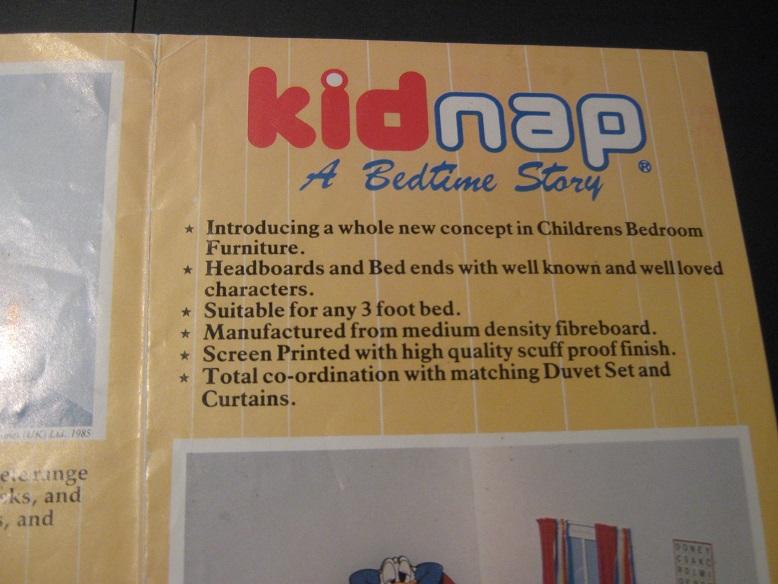 kidnap
A Bedtime Story ®
★ Introducing a whole new concept in Childrens Bedroom
Furniture.
★ Headboards and Bed ends with well known and well loved
characters.
★ Suitable for any 3 foot bed.
★ Manufactured from medium density fibreboard.
★ Screen Printed with high quality scuff proof finish.
★ Total co-ordination with matching Duvet Set and
Curtains.
(UK) Ltd. 1985
range
and
and